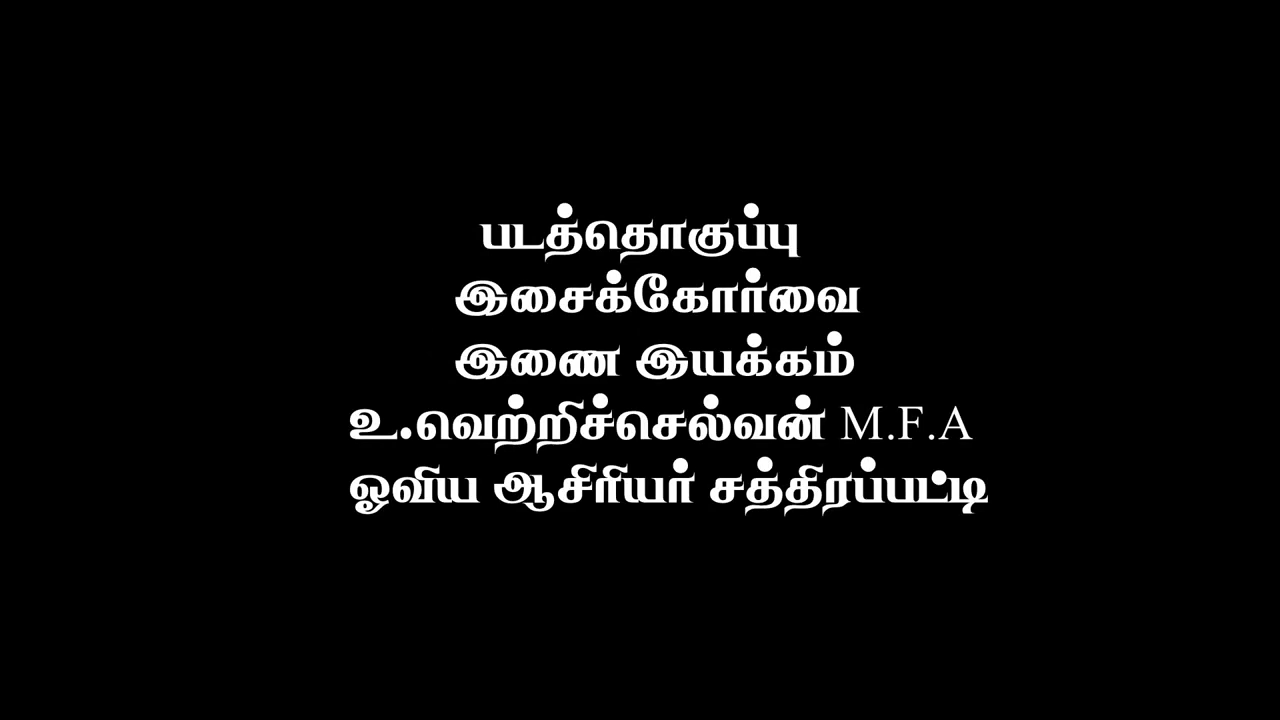 படத்தொகுப்பு
இசைக்கோர்வை
இணை இயக்கம்
உ.வெற்றிச்செல்வன் M.F.A
ஓவிய ஆசிரியர் சத்திரப்பட்டி